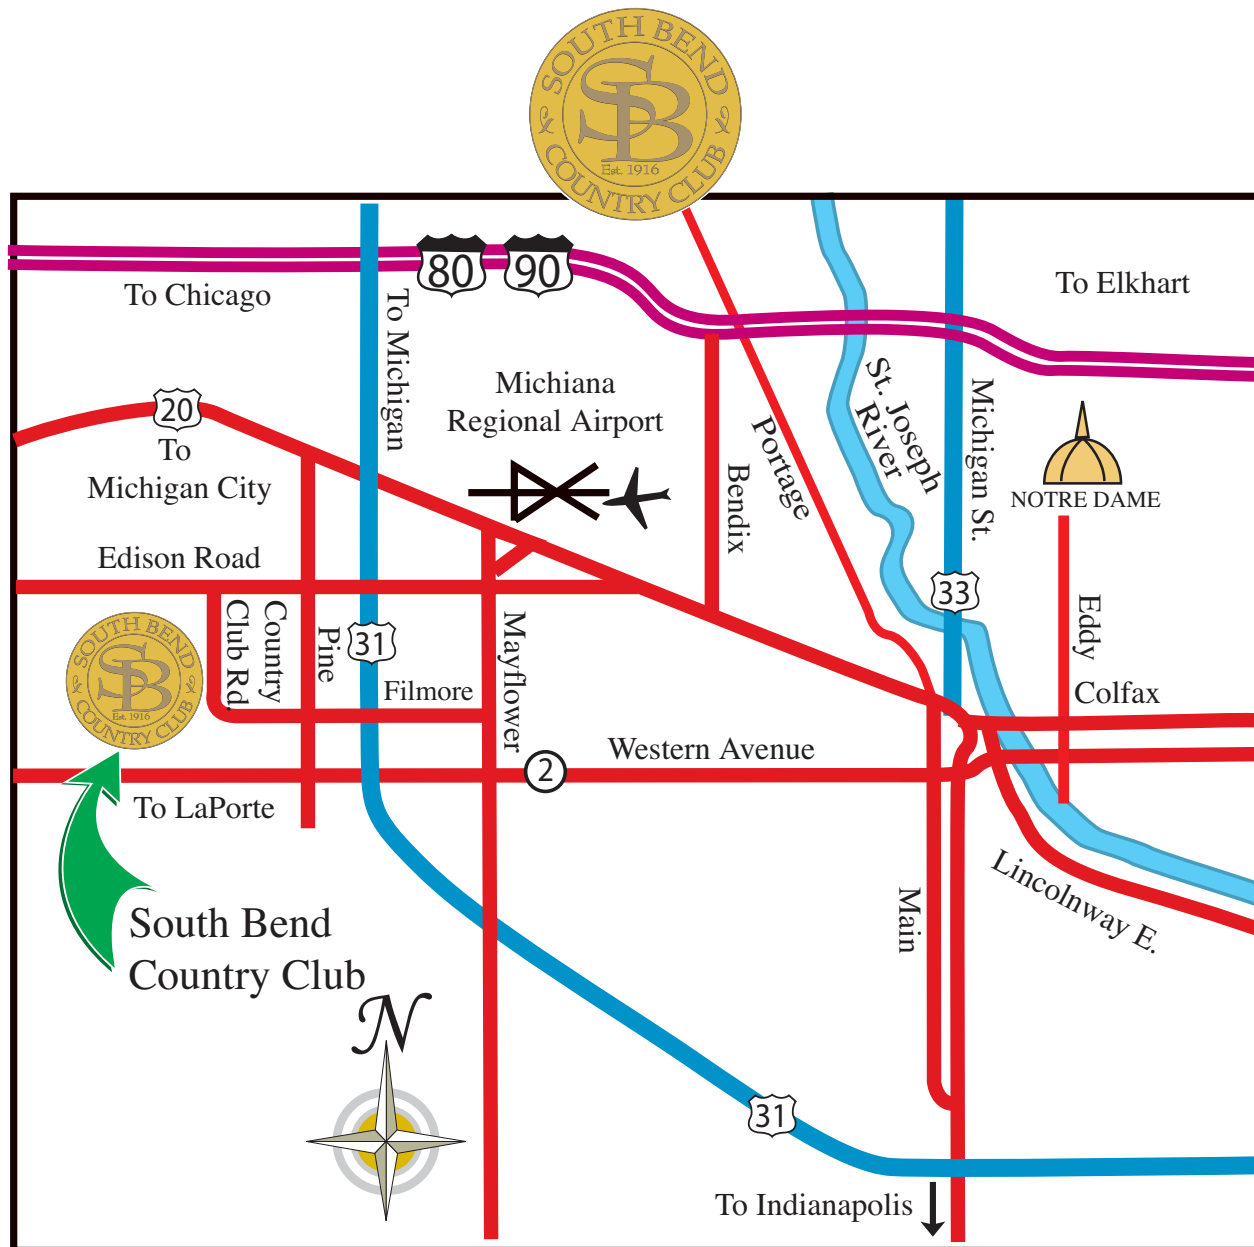 SOUTH BEND
SB
Est. 1916
COUNTRY CLUB
80
90
To Chicago
To Elkhart
To Michigan
20
To
Michigan City
Michiana
Regional Airport
Bendix
Portage
St. Joseph
River
Michigan St.
NOTRE DAME
Edison Road
33
Eddy
SOUTH BEND
SB
Est. 1916
COUNTRY CLUB
Country
Club Rd.
Pine
31
Filmore
Mayflower
Colfax
2
Western Avenue
To LaPorte
Lincolnway E.
Main
South Bend
Country Club
N
31
To Indianapolis